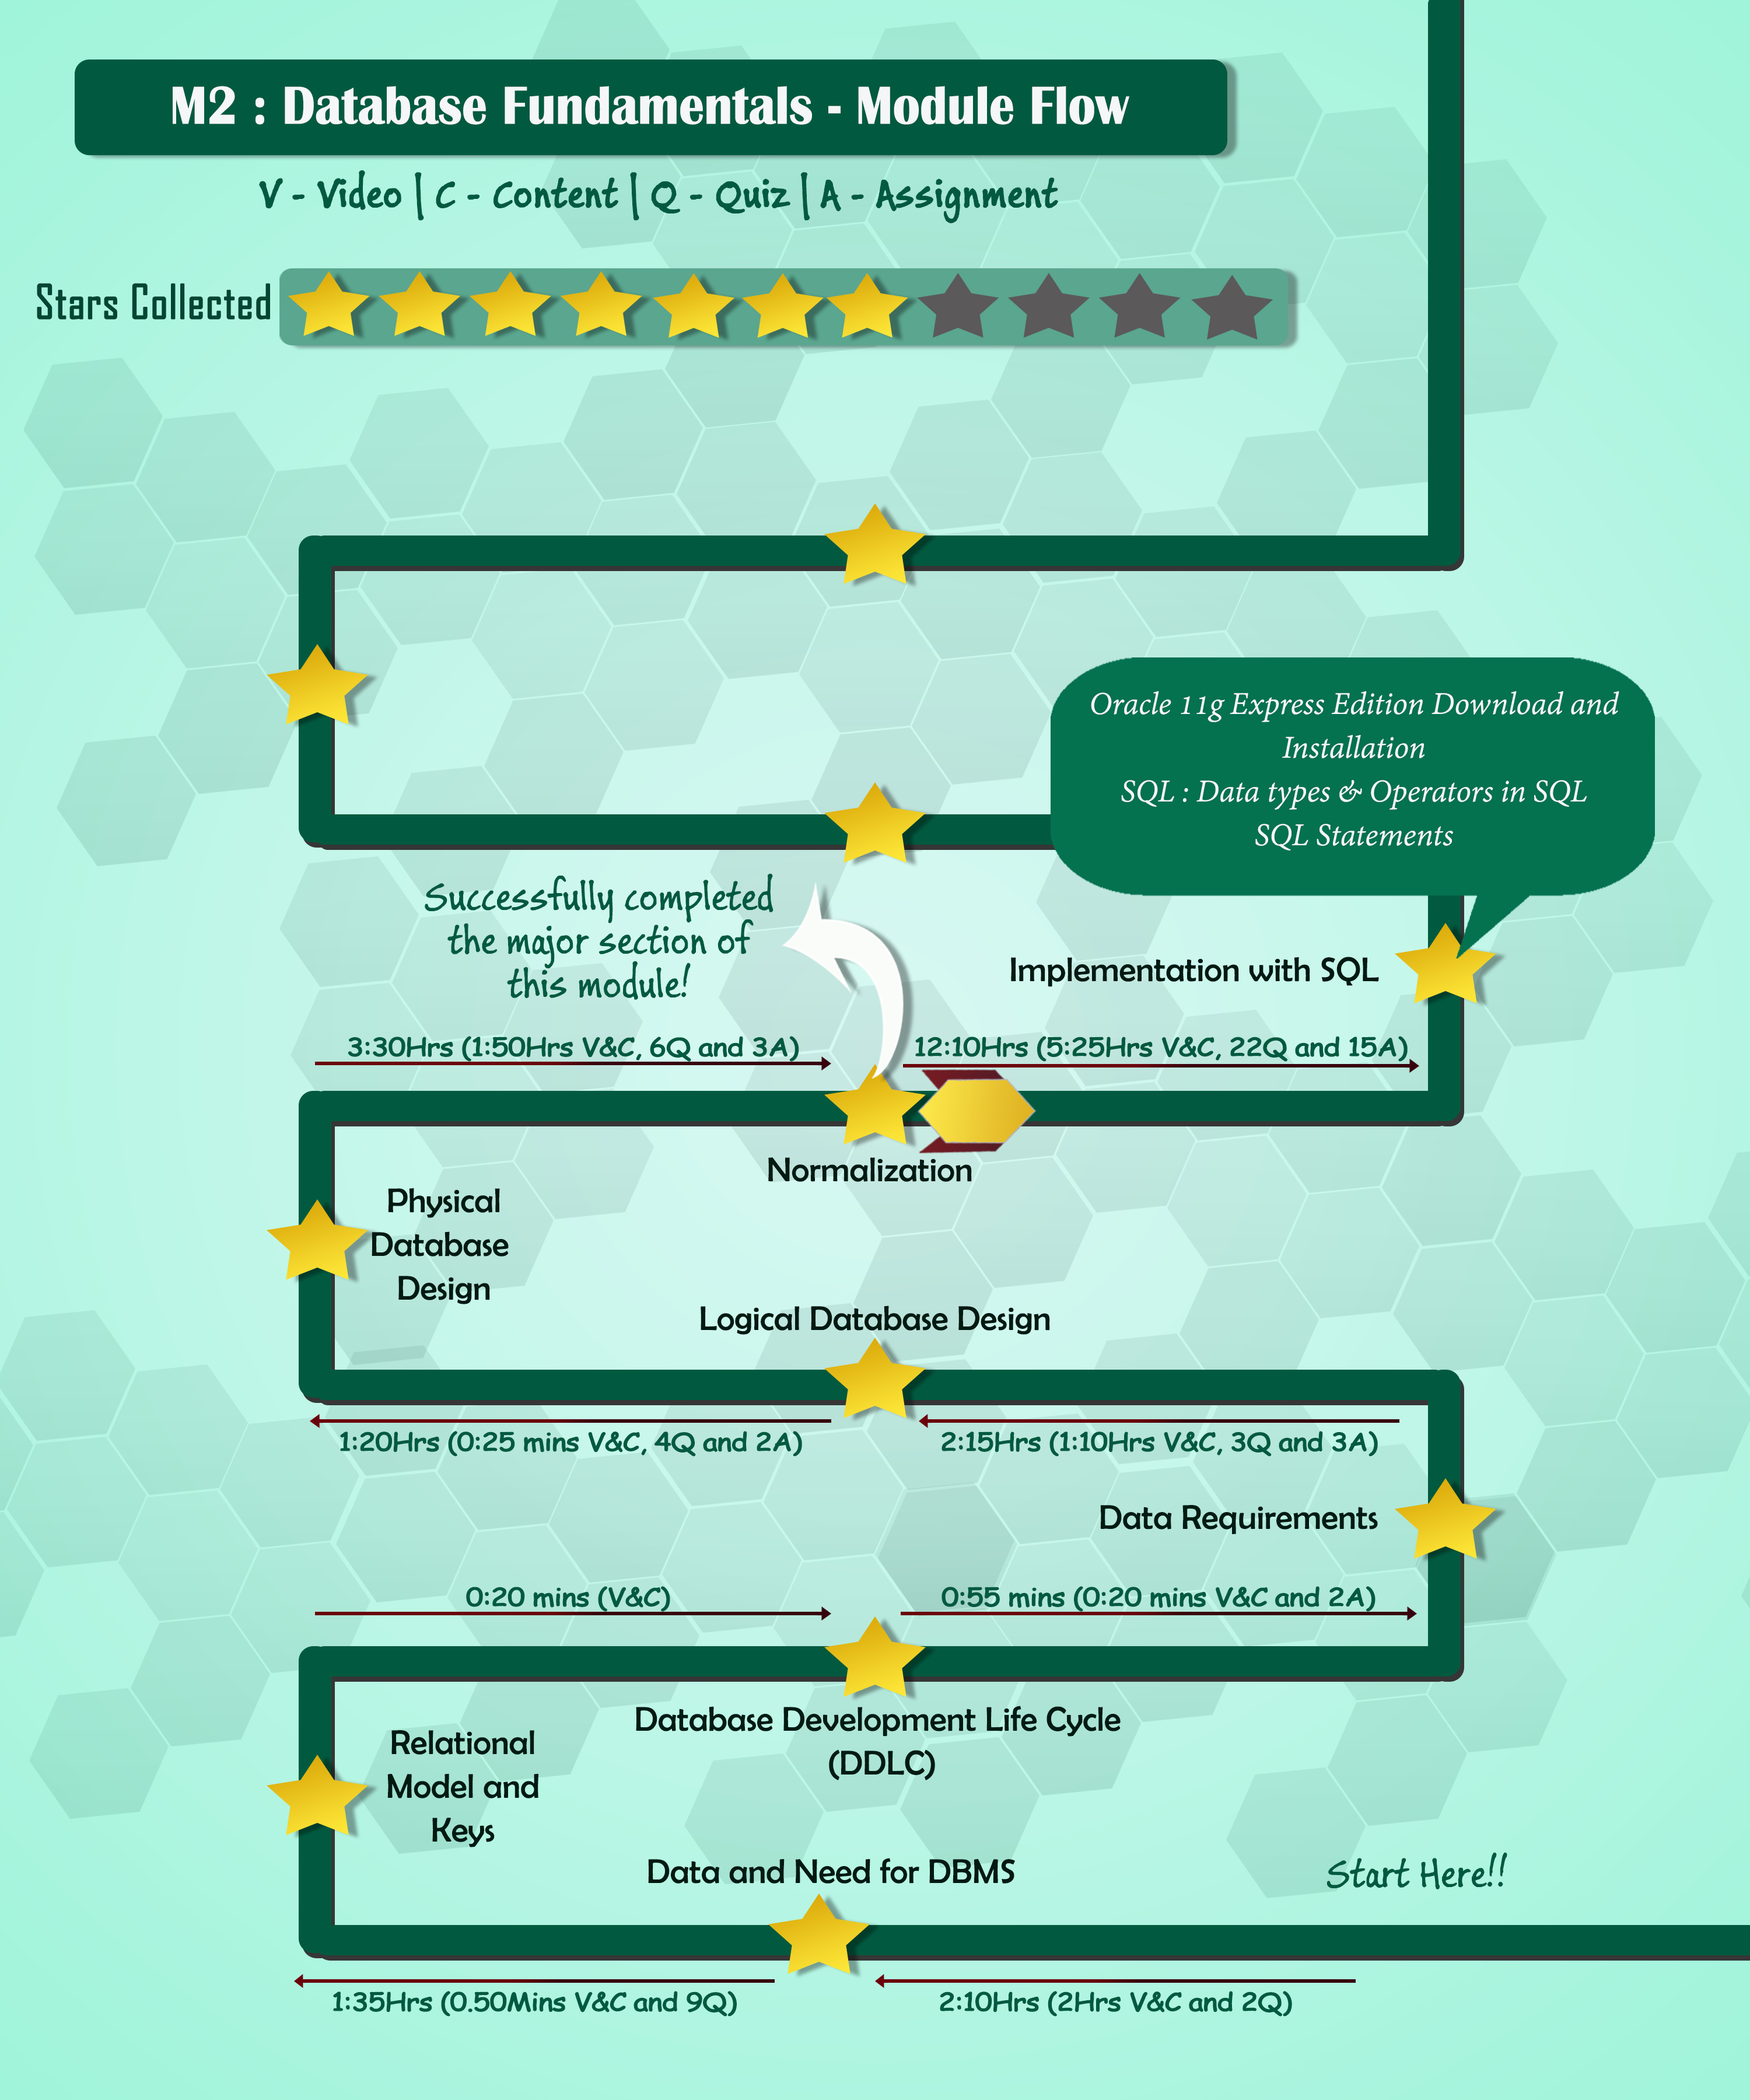 M2 : Database Fundamentals - Module Flow
V - Video | C - Content | Q - Quiz | A - Assignment
Stars Collected
Oracle 11g Express Edition Download and
Installation
SQL : Data types & Operators in SQL
SQL Statements
Successfully completed
the major section of
this module!
Implementation with SQL
3:30Hrs (1:50Hrs V&C, 6Q and 3A)
12:10Hrs (5:25Hrs V&C, 22Q and 15A)
Normalization
Physical
Database
Design
Logical Database Design
1:20Hrs (0:25 mins V&C, 4Q and 2A)
2:15Hrs (1:10Hrs V&C, 3Q and 3A)
Data Requirements
0:20 mins (V&C)
0:55 mins (0:20 mins V&C and 2A)
Database Development Life Cycle
(DDLC)
Relational
Model and
Keys
Data and Need for DBMS
Start Here!!
1:35Hrs (0.50Mins V&C and 9Q)
2:10Hrs (2Hrs V&C and 2Q)